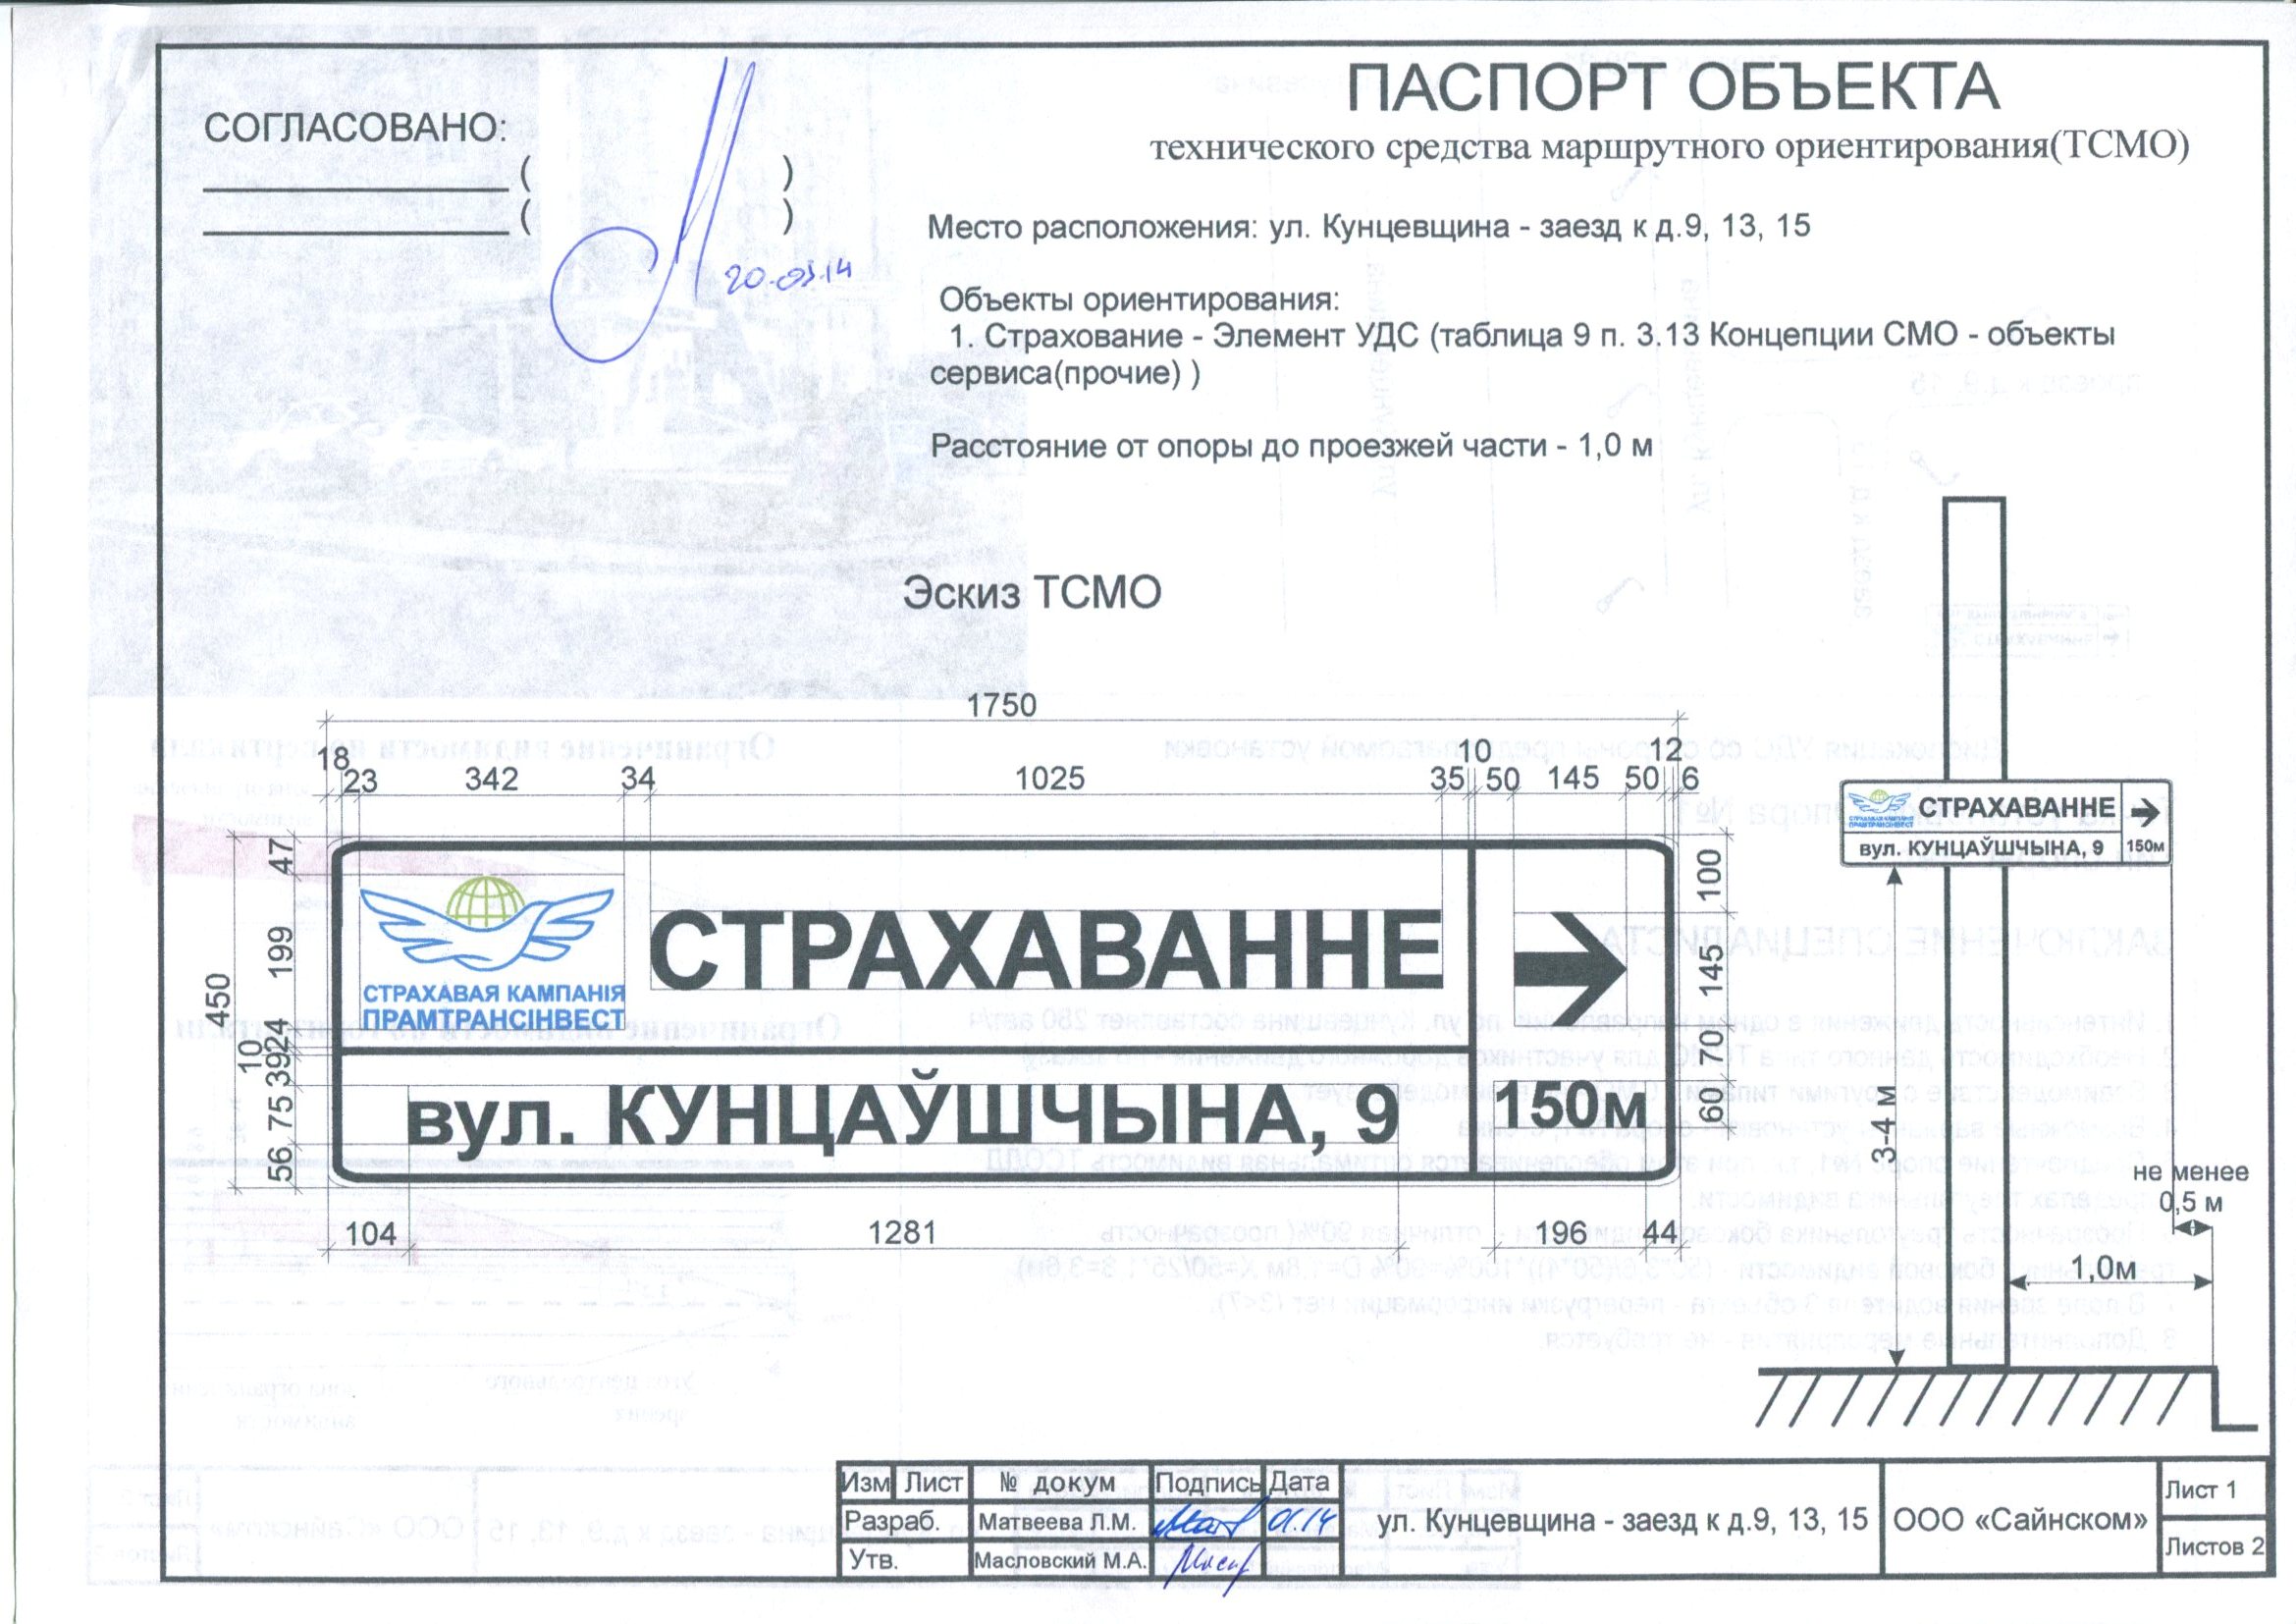 ПАСПОРТ ОБЪЕКТА
технического средства маршрутного ориентирования(ТСМО)
СОГЛАСОВАНО:
( )
( )
20.03.14
Место расположения: ул. Кунцевщина - заезд к д.9, 13, 15
Объекты ориентирования:
1. Страхование - Элемент УДС (таблица 9 п. 3.13 Концепции СМО - объекты
сервиса(прочие) )
Расстояние от опоры до проезжей части - 1,0 м
Эскиз ТСМО
1750
18 23 342 34 1025 35 10 50 145 50 12 6
450
47 199 24 10 39 75 56
100 145 70 66
СТРАХАВАЯ КАМПАНІЯ
ПРАМТРАНСІНВЕСТ
СТРАХАВАННЕ
вул. КУНЦАЎШЧЫНА, 9
150м
104 1281 196 44
СТРАХАВАЯ КАМПАНІЯ
ПРАМТРАНСІНВЕСТ
СТРАХАВАННЕ
вул. КУНЦАЎШЧЫНА, 9
150м
3-4 м
не менее
0,5 м
1,0м
Изм Лист № докум Подпись Дата
Разраб. Матвеева Л.М.
Утв. Масловский М.А.
ул. Кунцевщина - заезд к д.9, 13, 15
ООО «Сайнском»
Лист 1
Листов 2